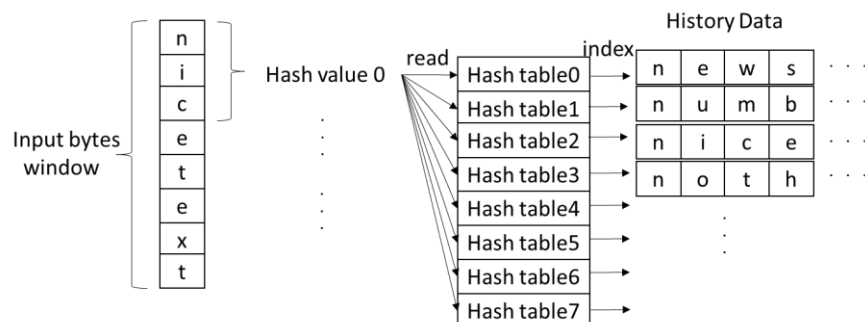 History Data
n
i
c
e
t
e
x
t
Input bytes
window
Hash value 0
read
Hash table0
Hash table1
Hash table2
Hash table3
Hash table4
Hash table5
Hash table6
Hash table7
index
n e w s . . .
n u m b . . .
n i c e . . .
n o t h . . .